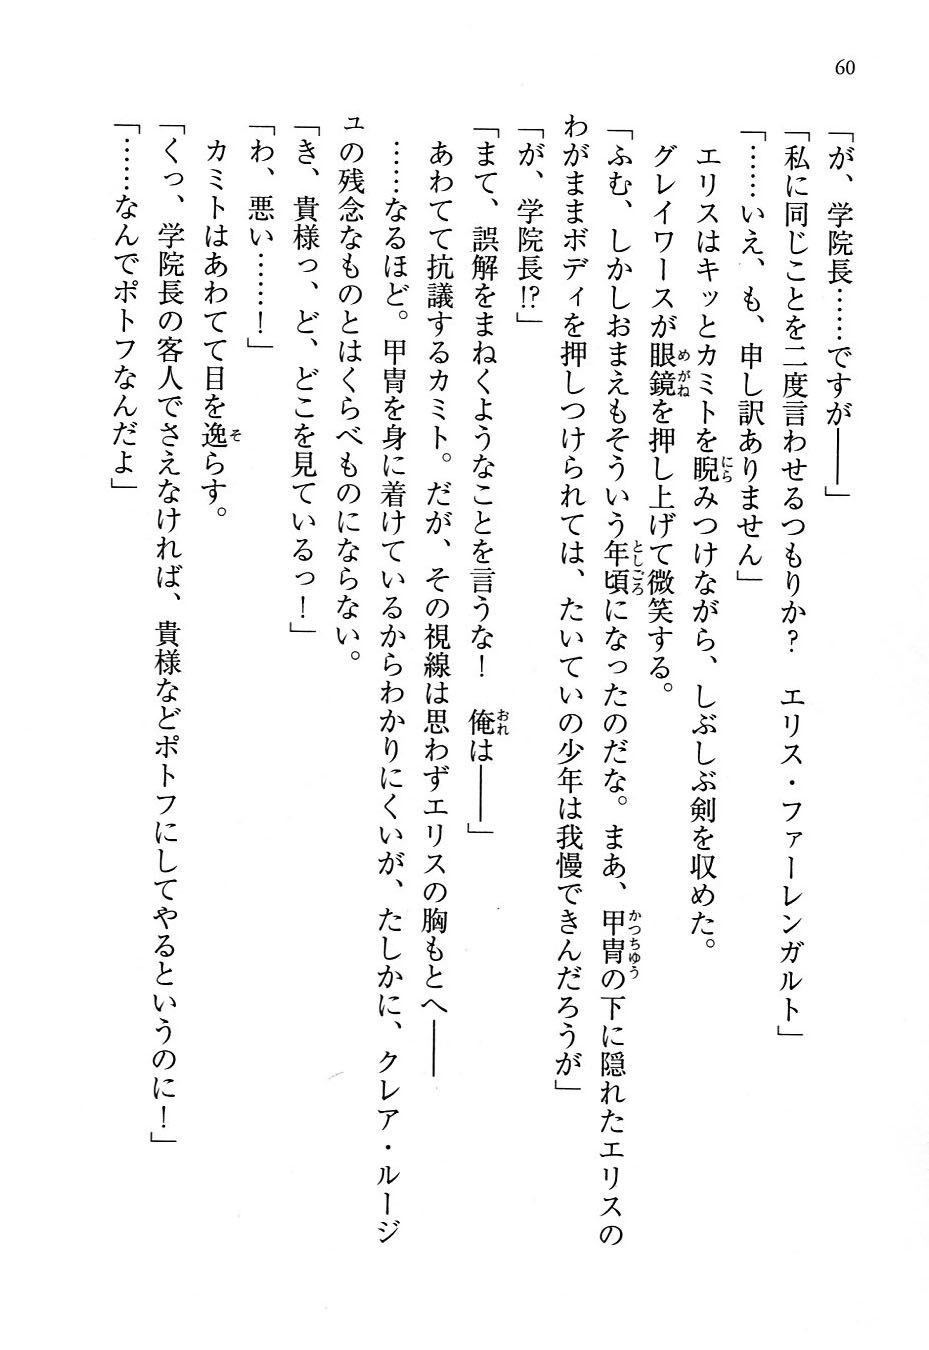 60
「が、学院長……ですが――」
「私に同じことを二度言わせるつもりか？　エリス・ファーレンガルト」
「……いえ、も、申し訳ありません」
　エリスはキッとカミトを睨みつけながら、しぶしぶ剣を収めた。
　グレイワースが眼鏡を押し上げて微笑する。
「ふむ、しかしおまえもそういう年頃になったのだな。まあ、甲冑の下に隠れたエリスの
わがままボディを押しつけられては、たいていの少年は我慢できんだろうが」
「が、学院長!?」
「まて、誤解をまねくようなことを言うな！　俺は――」
　あわてて抗議するカミト。だが、その視線は思わずエリスの胸もとへ――
　……なるほど。甲冑を身に着けているからわかりにくいが、たしかに、クレア・ルージ
ュの残念なものとはくらべものにならない。
「き、貴様っ、ど、どこを見ているっ！」
「わ、悪い……！」
　カミトはあわてて目を逸らす。
「くっ、学院長の客人でさえなければ、貴様などポトフにしてやるというのに！」
「……なんでポトフなんだよ」